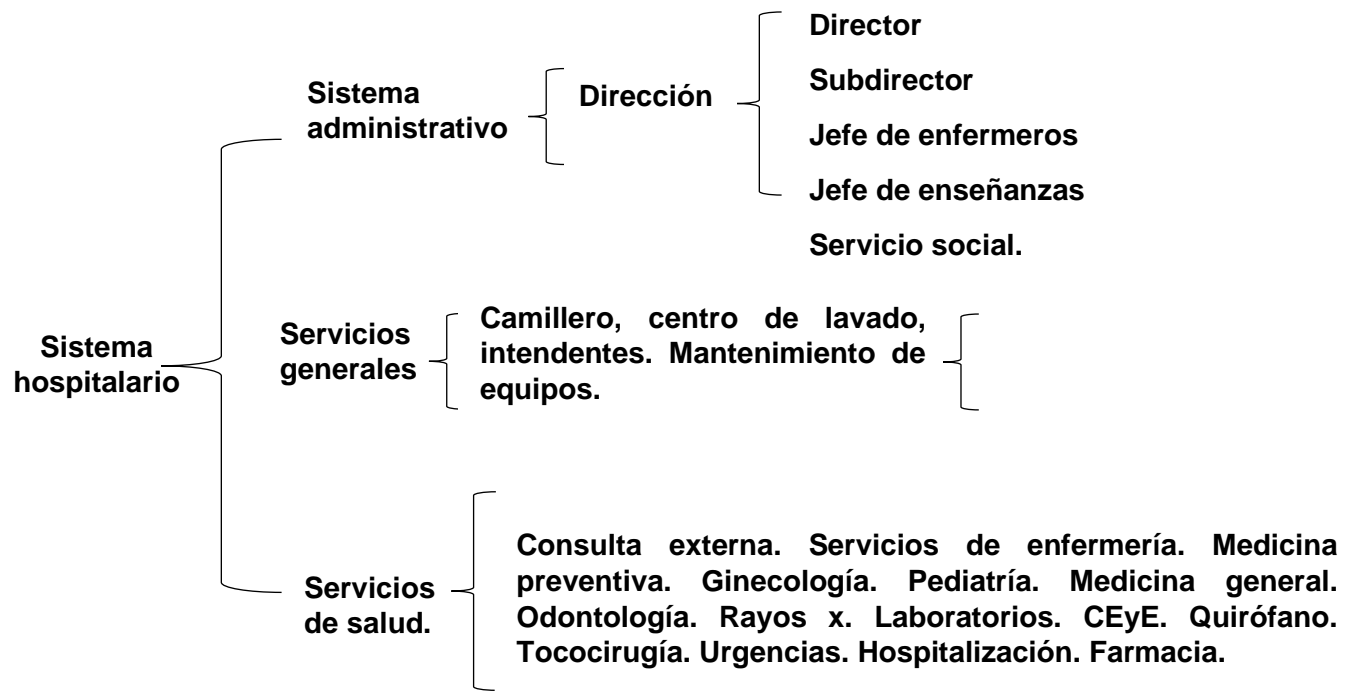 Sistema
hospitalario
Sistema
administrativo
Dirección
Director
Subdirector
Jefe de enfermeros
Jefe de enseñanzas
Servicio social.
Servicios
generales
Camillero, centro de lavado,
intendentes. Mantenimiento de
equipos.
Servicios
de salud.
Consulta externa. Servicios de enfermería. Medicina
preventiva. Ginecología. Pediatría. Medicina general.
Odontología. Rayos x. Laboratorios. CEyE. Quirófano.
Tococirugía. Urgencias. Hospitalización. Farmacia.